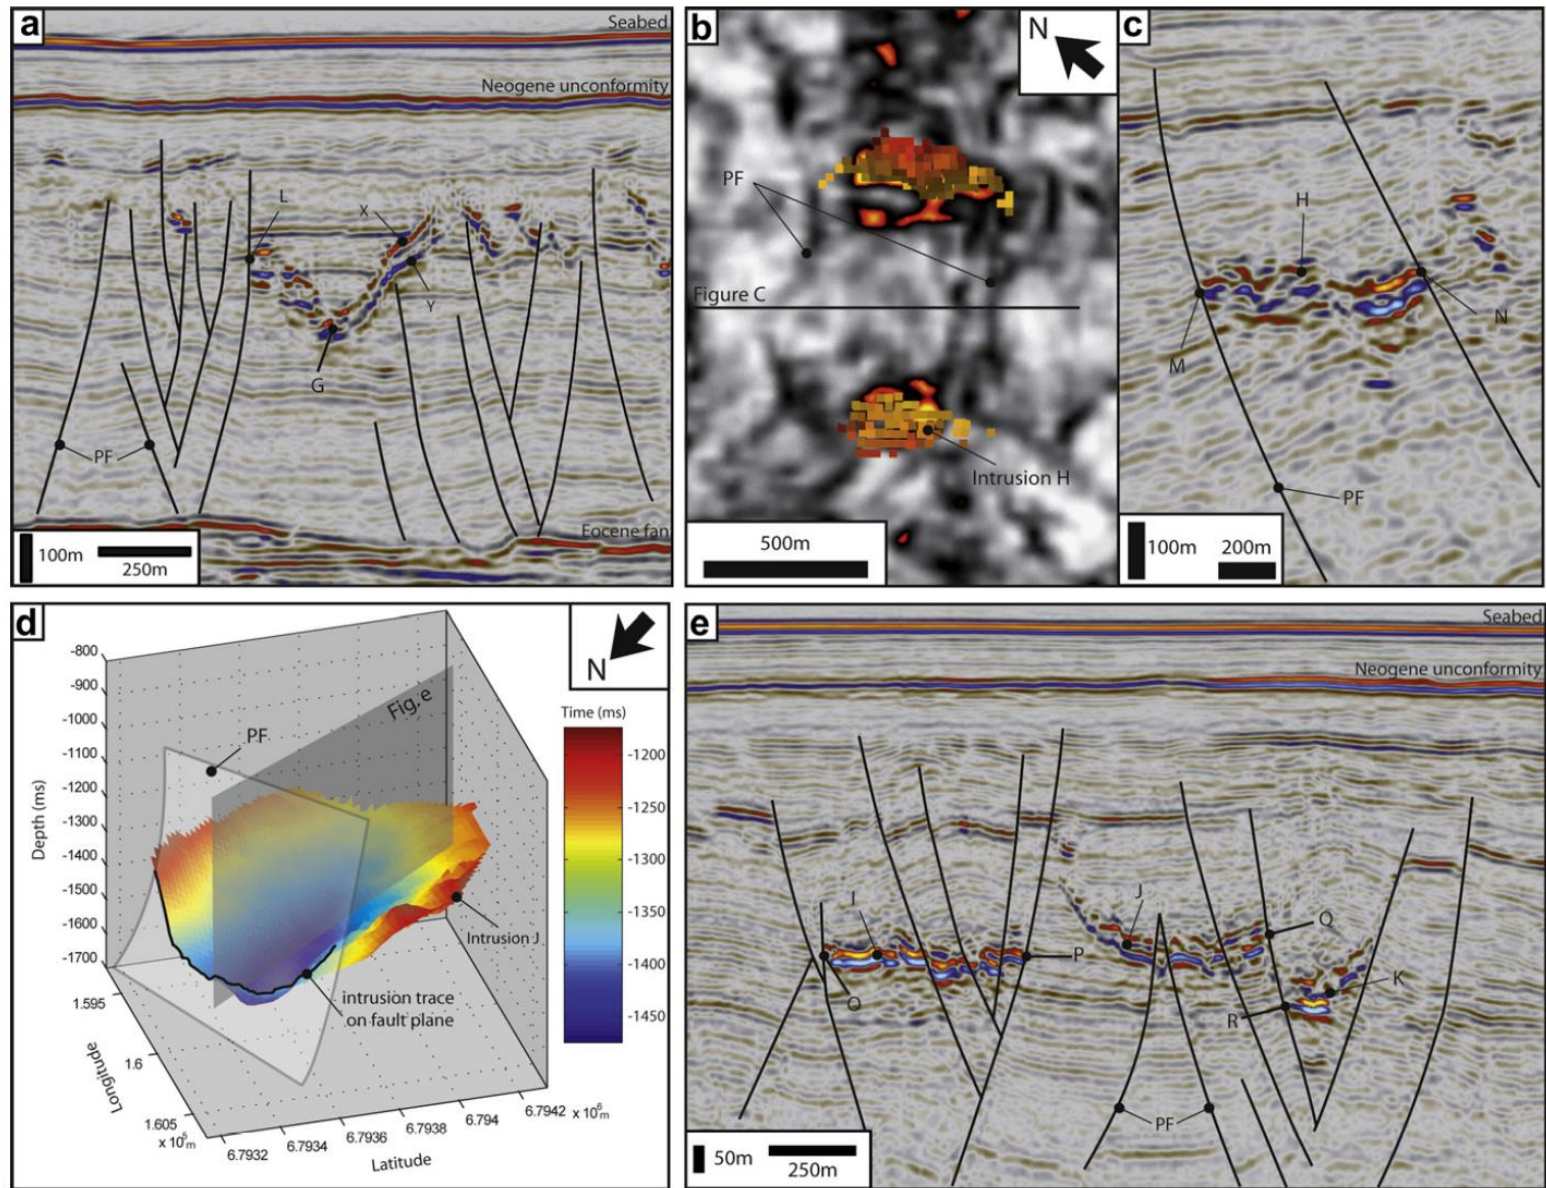 a
Seabed
Neogene unconformity
L
X
Y
G
PF
Eocene fan
100m
250m
b
N
PF
Figure C
Intrusion H
500m
c
H
M
N
PF
100m
200m
d
N
-800
-900
-1000
-1100
-1200
-1300
-1400
-1500
-1600
-1700
Depth (ms)
PF
Fig. e
Time (ms)
-1200
-1250
-1300
-1350
-1400
-1450
Intrusion J
intrusion trace
on fault plane
1.595
1.6
1.605
x 10⁵m
Longitude
6.7932
6.7934
6.7936
6.7938
6.794
6.7942 x 10⁶m
Latitude
e
Seabed
Neogene unconformity
I
J
Q
P
O
K
R
PF
50m
250m